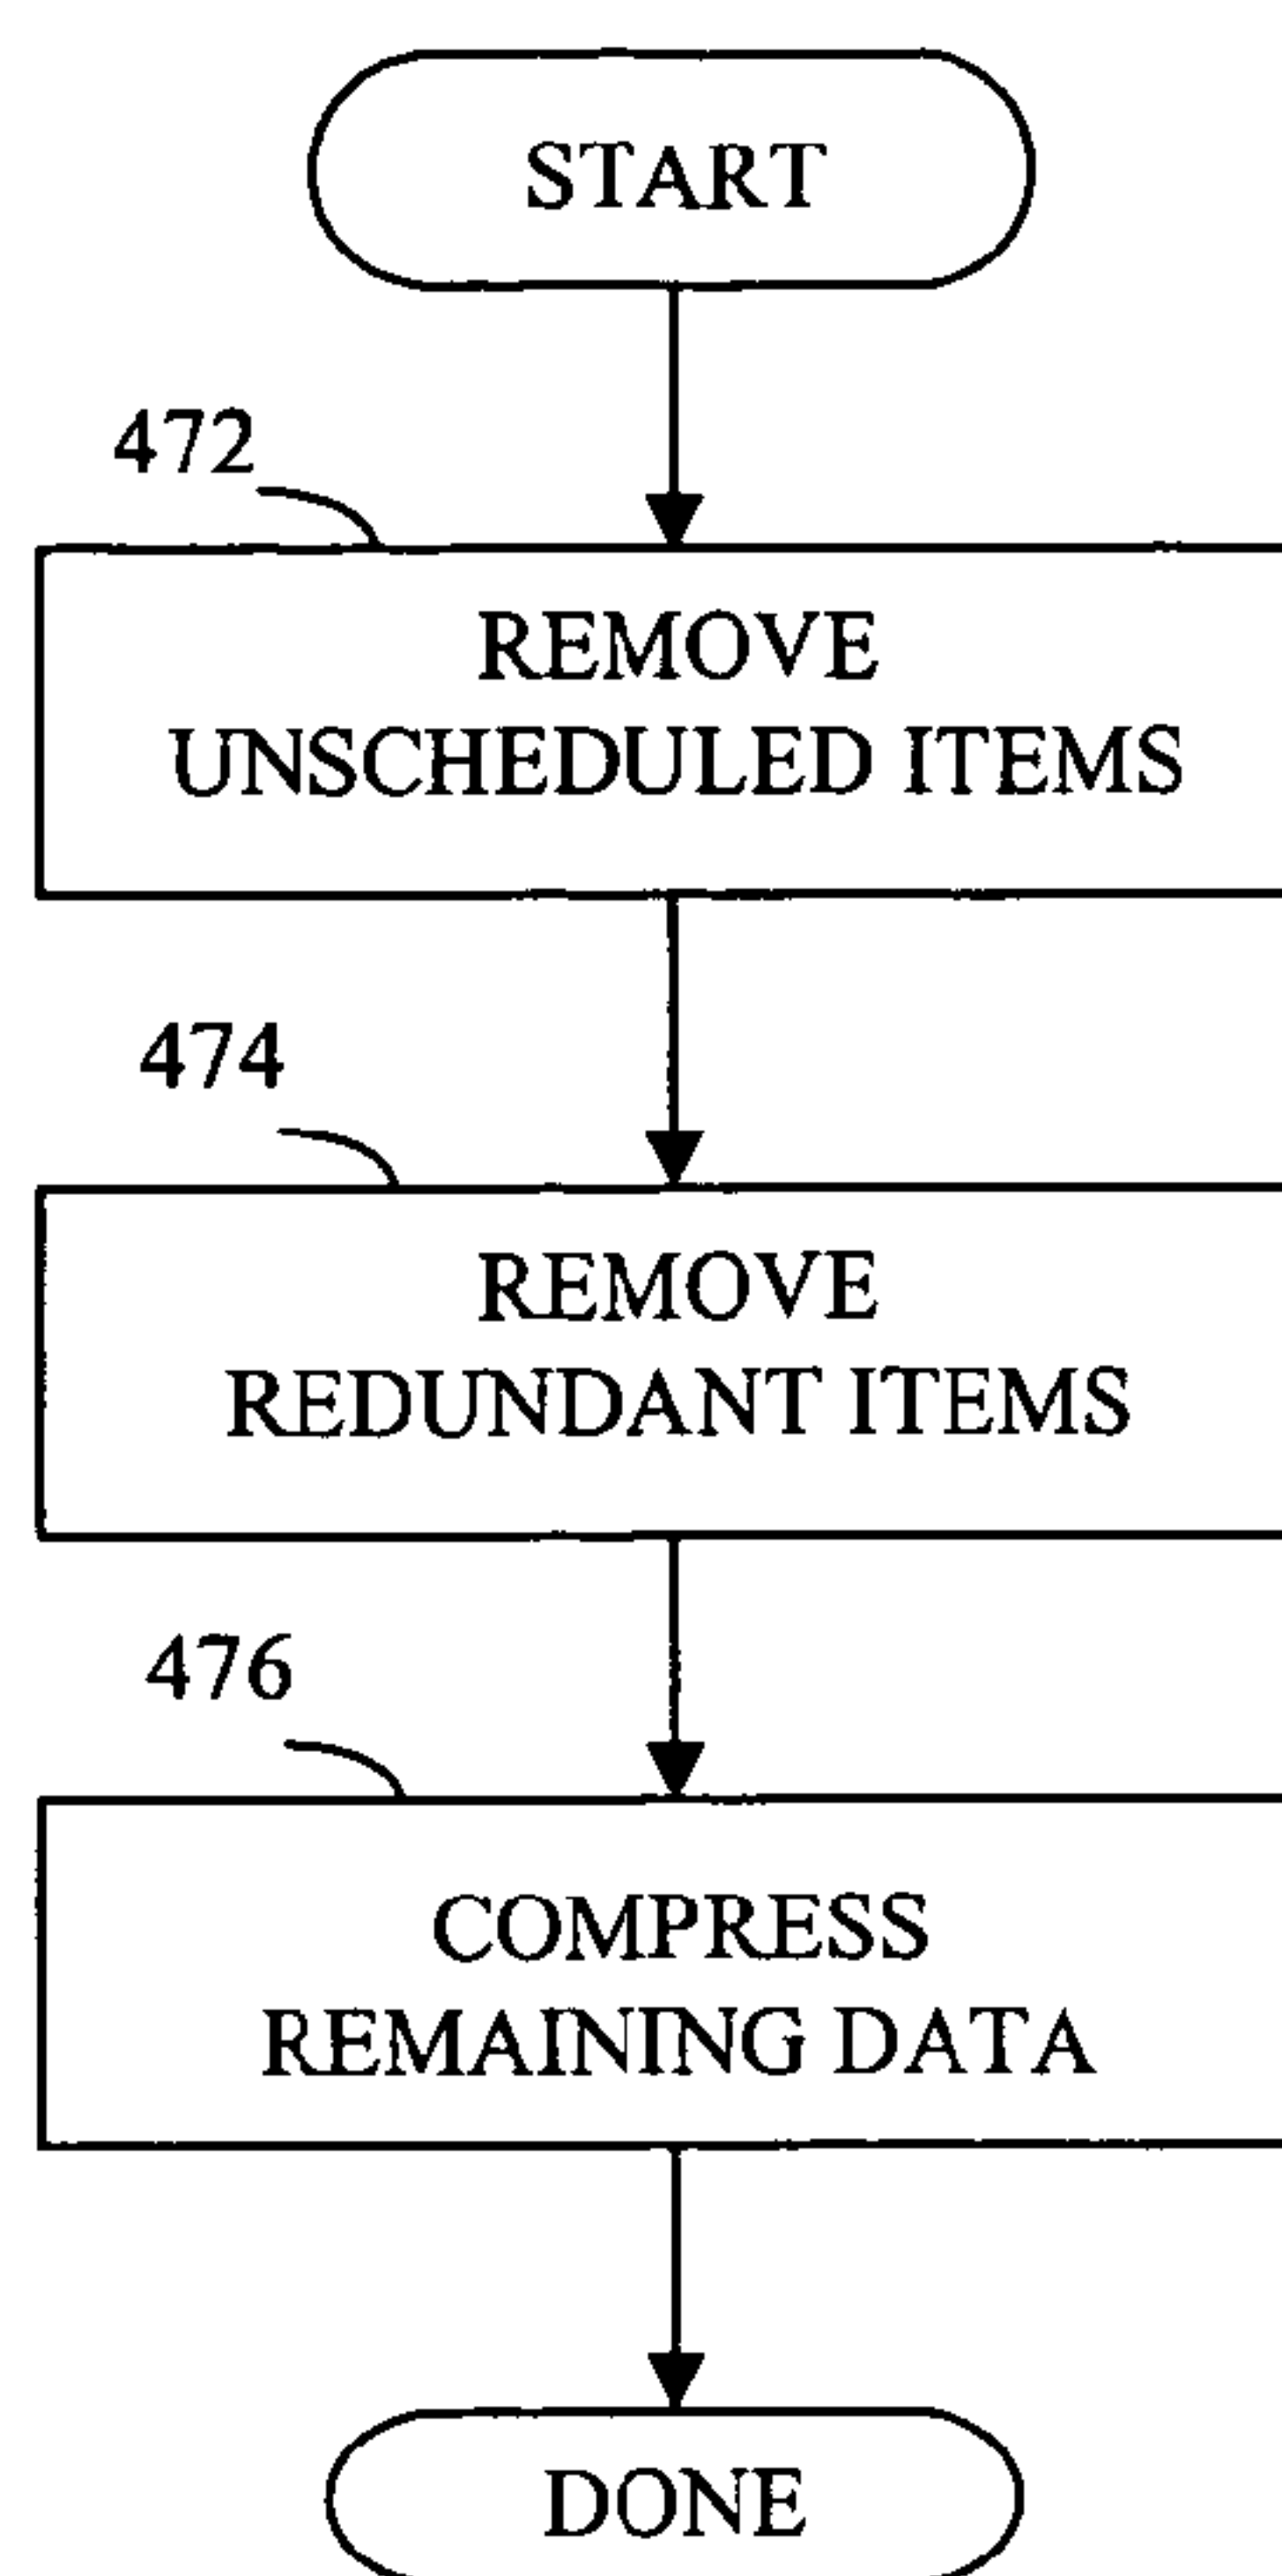 START
472
REMOVE
UNSCHEDULED ITEMS
474
REMOVE
REDUNDANT ITEMS
476
COMPRESS
REMAINING DATA
DONE